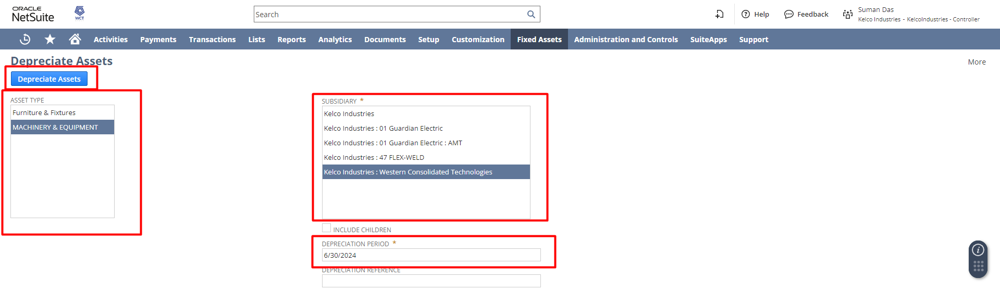 ORACLE
NetSuite
WCT
Search
Help
Feedback
Suman Das
Kelco Industries - KelcoIndustries - Controller
Activities
Payments
Transactions
Lists
Reports
Analytics
Documents
Setup
Customization
Fixed Assets
Administration and Controls
SuiteApps
Support
Depreciate Assets
More
Depreciate Assets
ASSET TYPE
Furniture & Fixtures
MACHINERY & EQUIPMENT
SUBSIDIARY *
Kelco Industries
Kelco Industries : 01 Guardian Electric
Kelco Industries : 01 Guardian Electric : AMT
Kelco Industries : 47 FLEX-WELD
Kelco Industries : Western Consolidated Technologies
INCLUDE CHILDREN
DEPRECIATION PERIOD *
6/30/2024
DEPRECIATION REFERENCE